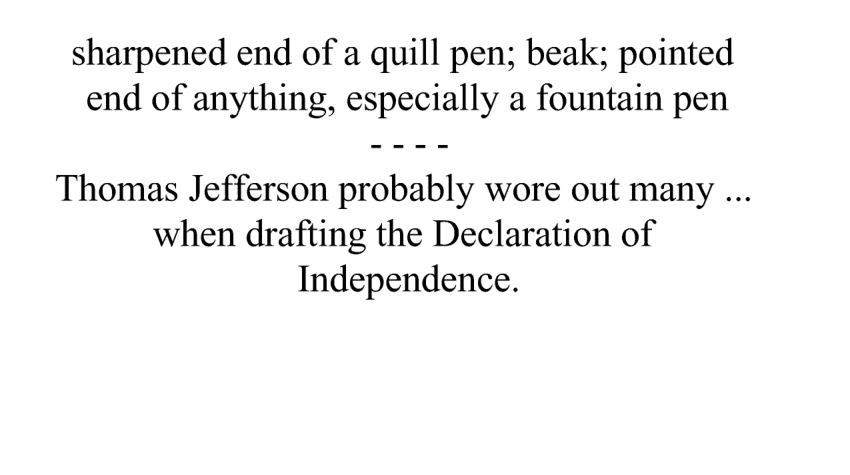 sharpened end of a quill pen; beak; pointed
end of anything, especially a fountain pen
- - - -
Thomas Jefferson probably wore out many ...
when drafting the Declaration of
Independence.